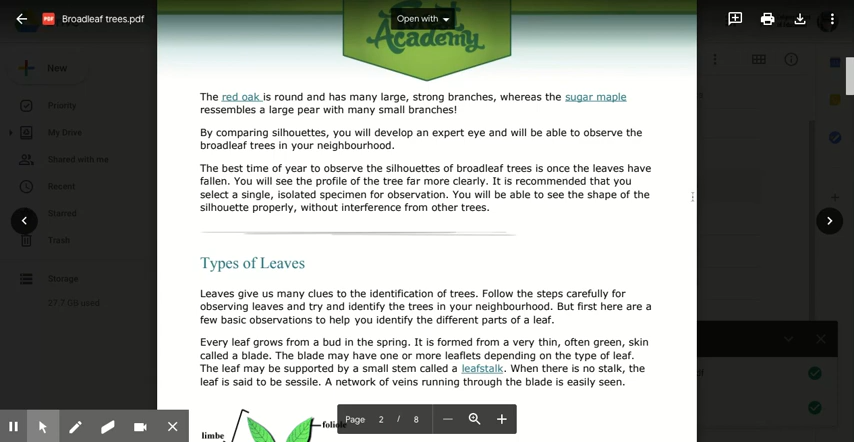 Broadleaf trees.pdf
Open with
Academy
New
Priority
My Drive
Shared with me
Recent
Starred
Trash
Storage
27.7 GB used
The red oak is round and has many large, strong branches, whereas the sugar maple
ressembles a large pear with many small branches!
By comparing silhouettes, you will develop an expert eye and will be able to observe the
broadleaf trees in your neighbourhood.
The best time of year to observe the silhouettes of broadleaf trees is once the leaves have
fallen. You will see the profile of the tree far more clearly. It is recommended that you
select a single, isolated specimen for observation. You will be able to see the shape of the
silhouette properly, without interference from other trees.
Types of Leaves
Leaves give us many clues to the identification of trees. Follow the steps carefully for
observing leaves and try and identify the trees in your neighbourhood. But first here are a
few basic observations to help you identify the different parts of a leaf.
Every leaf grows from a bud in the spring. It is formed from a very thin, often green, skin
called a blade. The blade may have one or more leaflets depending on the type of leaf.
The leaf may be supported by a small stem called a leafstalk. When there is no stalk, the
leaf is said to be sessile. A network of veins running through the blade is easily seen.
limbe
Page 2 / 8